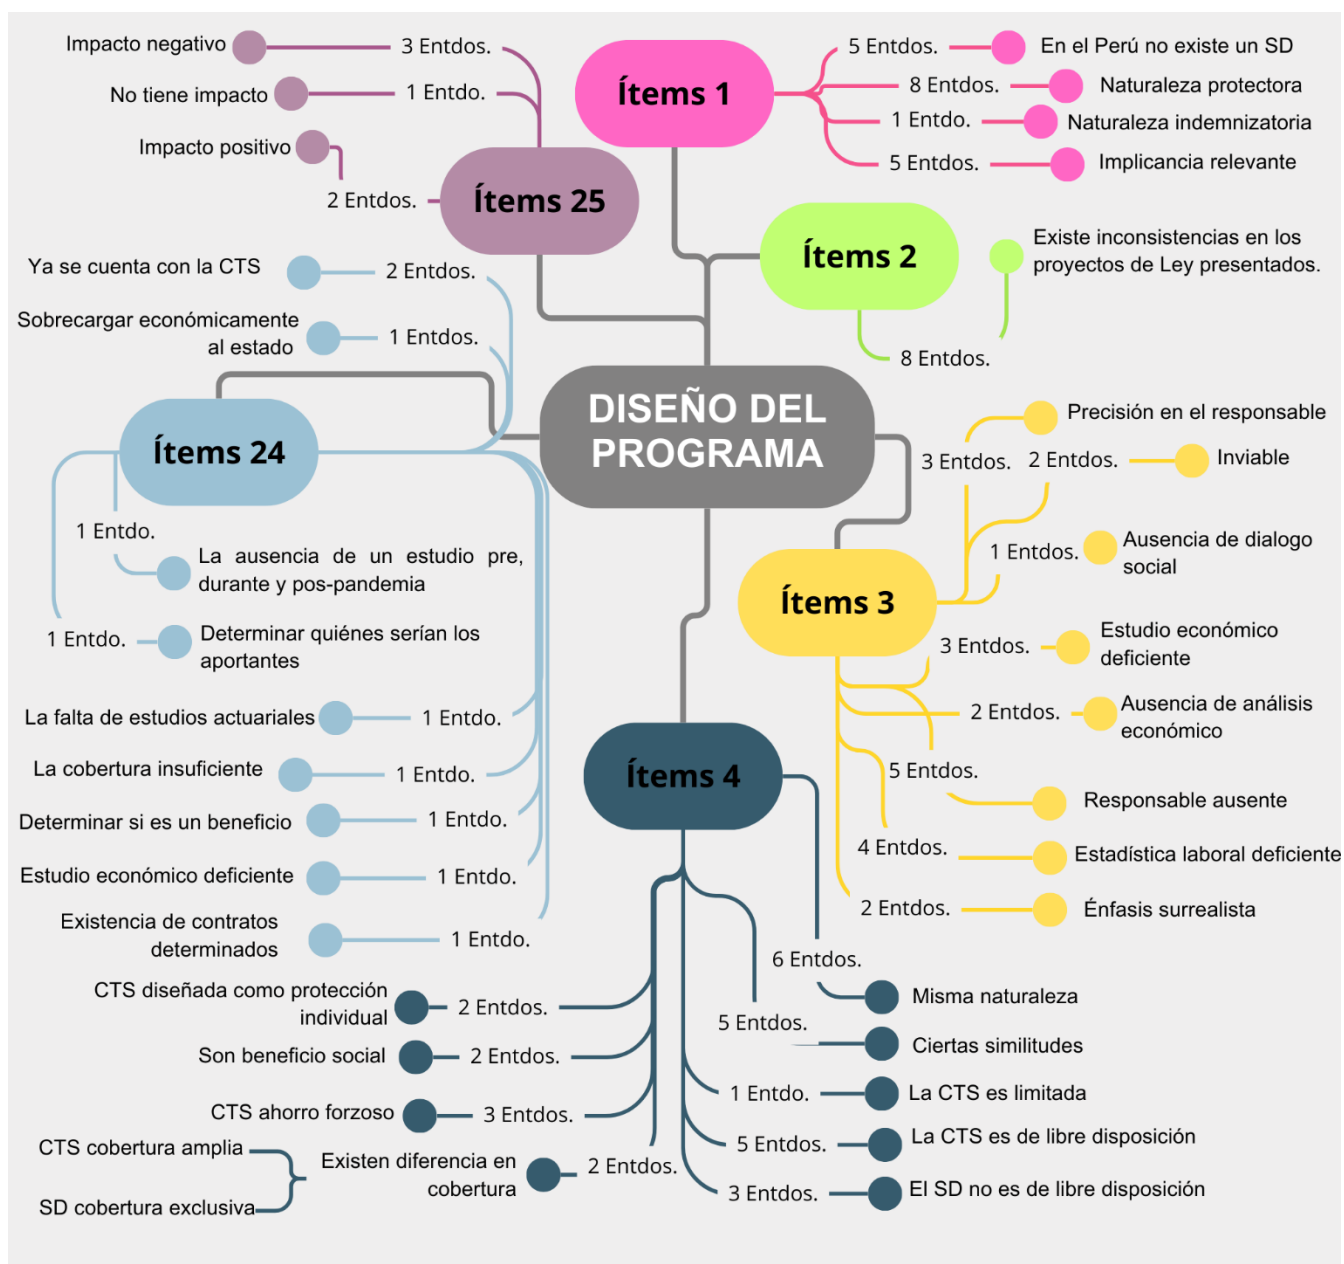 DISEÑO DEL
PROGRAMA
Ítems 1
5 Entdos.
En el Perú no existe un SD
8 Entdos.
Naturaleza protectora
1 Entdo.
Naturaleza indemnizatoria
5 Entdos.
Implicancia relevante
Ítems 2
8 Entdos.
Existe inconsistencias en los
proyectos de Ley presentados.
Ítems 3
3 Entdos.
Precisión en el responsable
2 Entdos.
Inviable
1 Entdos.
Ausencia de dialogo
social
3 Entdos.
Estudio económico
deficiente
2 Entdos.
Ausencia de análisis
económico
5 Entdos.
Responsable ausente
4 Entdos.
Estadística laboral deficiente
2 Entdos.
Énfasis surrealista
Ítems 4
6 Entdos.
Misma naturaleza
5 Entdos.
Ciertas similitudes
1 Entdo.
La CTS es limitada
5 Entdos.
La CTS es de libre disposición
3 Entdos.
El SD no es de libre disposición
CTS diseñada como protección
individual
2 Entdos.
Son beneficio social
2 Entdos.
CTS ahorro forzoso
3 Entdos.
Existen diferencia en
cobertura
2 Entdos.
CTS cobertura amplia
SD cobertura exclusiva
Ítems 24
Ya se cuenta con la CTS
2 Entdos.
Sobrecargar económicamente
al estado
1 Entdos.
1 Entdo.
La ausencia de un estudio pre,
durante y pos-pandemia
1 Entdo.
Determinar quiénes serían los
aportantes
La falta de estudios actuariales
1 Entdo.
La cobertura insuficiente
1 Entdo.
Determinar si es un beneficio
1 Entdo.
Estudio económico deficiente
1 Entdo.
Existencia de contratos
determinados
1 Entdo.
Ítems 25
Impacto negativo
3 Entdos.
No tiene impacto
1 Entdo.
Impacto positivo
2 Entdos.